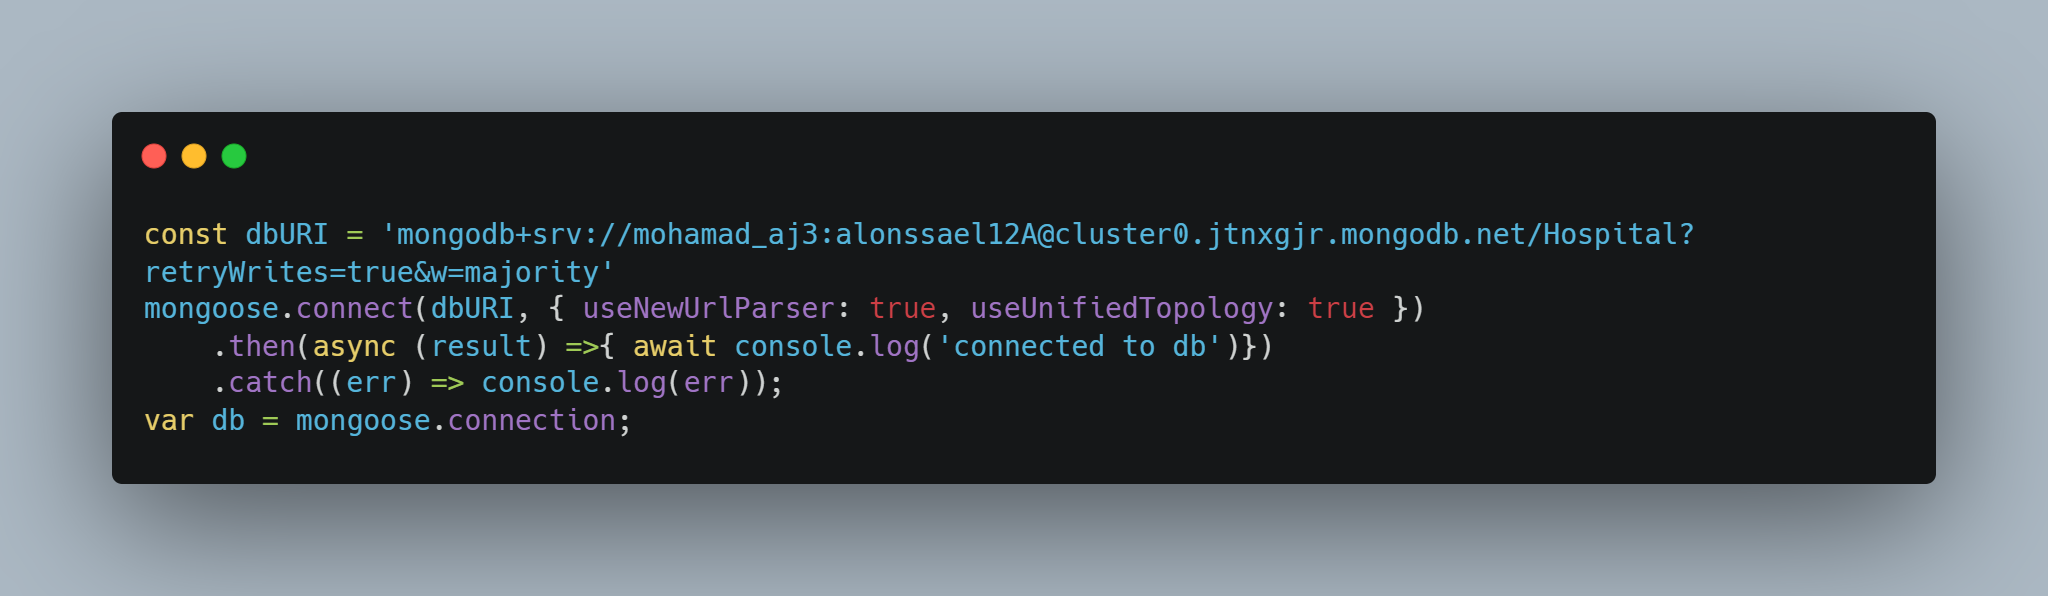 const dbURI = 'mongodb+srv://mohamad_aj3:alonssael12A@cluster0.jtnxgjr.mongodb.net/Hospital?
retryWrites=true&w=majority'
mongoose.connect(dbURI, { useNewUrlParser: true, useUnifiedTopology: true })
    .then(async (result) =>{ await console.log('connected to db')})
    .catch((err) => console.log(err));
var db = mongoose.connection;